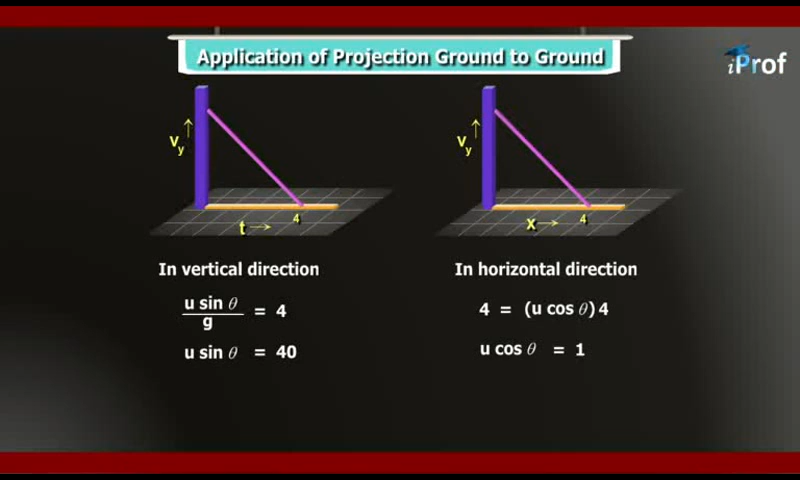 Application of Projection Ground to Ground
iProf
Vy ↑
4
t →
Vy ↑
4
x →
In vertical direction
u sin θ / g = 4
u sin θ = 40
In horizontal direction
4 = (u cos θ) 4
u cos θ = 1